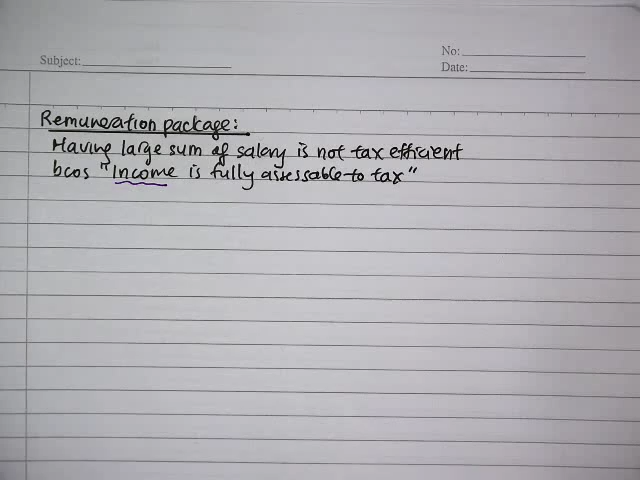 No:
Subject:
Date:
Remuneration package:
Having large sum of salary is not tax efficient
bcos "Income is fully assessable to tax"